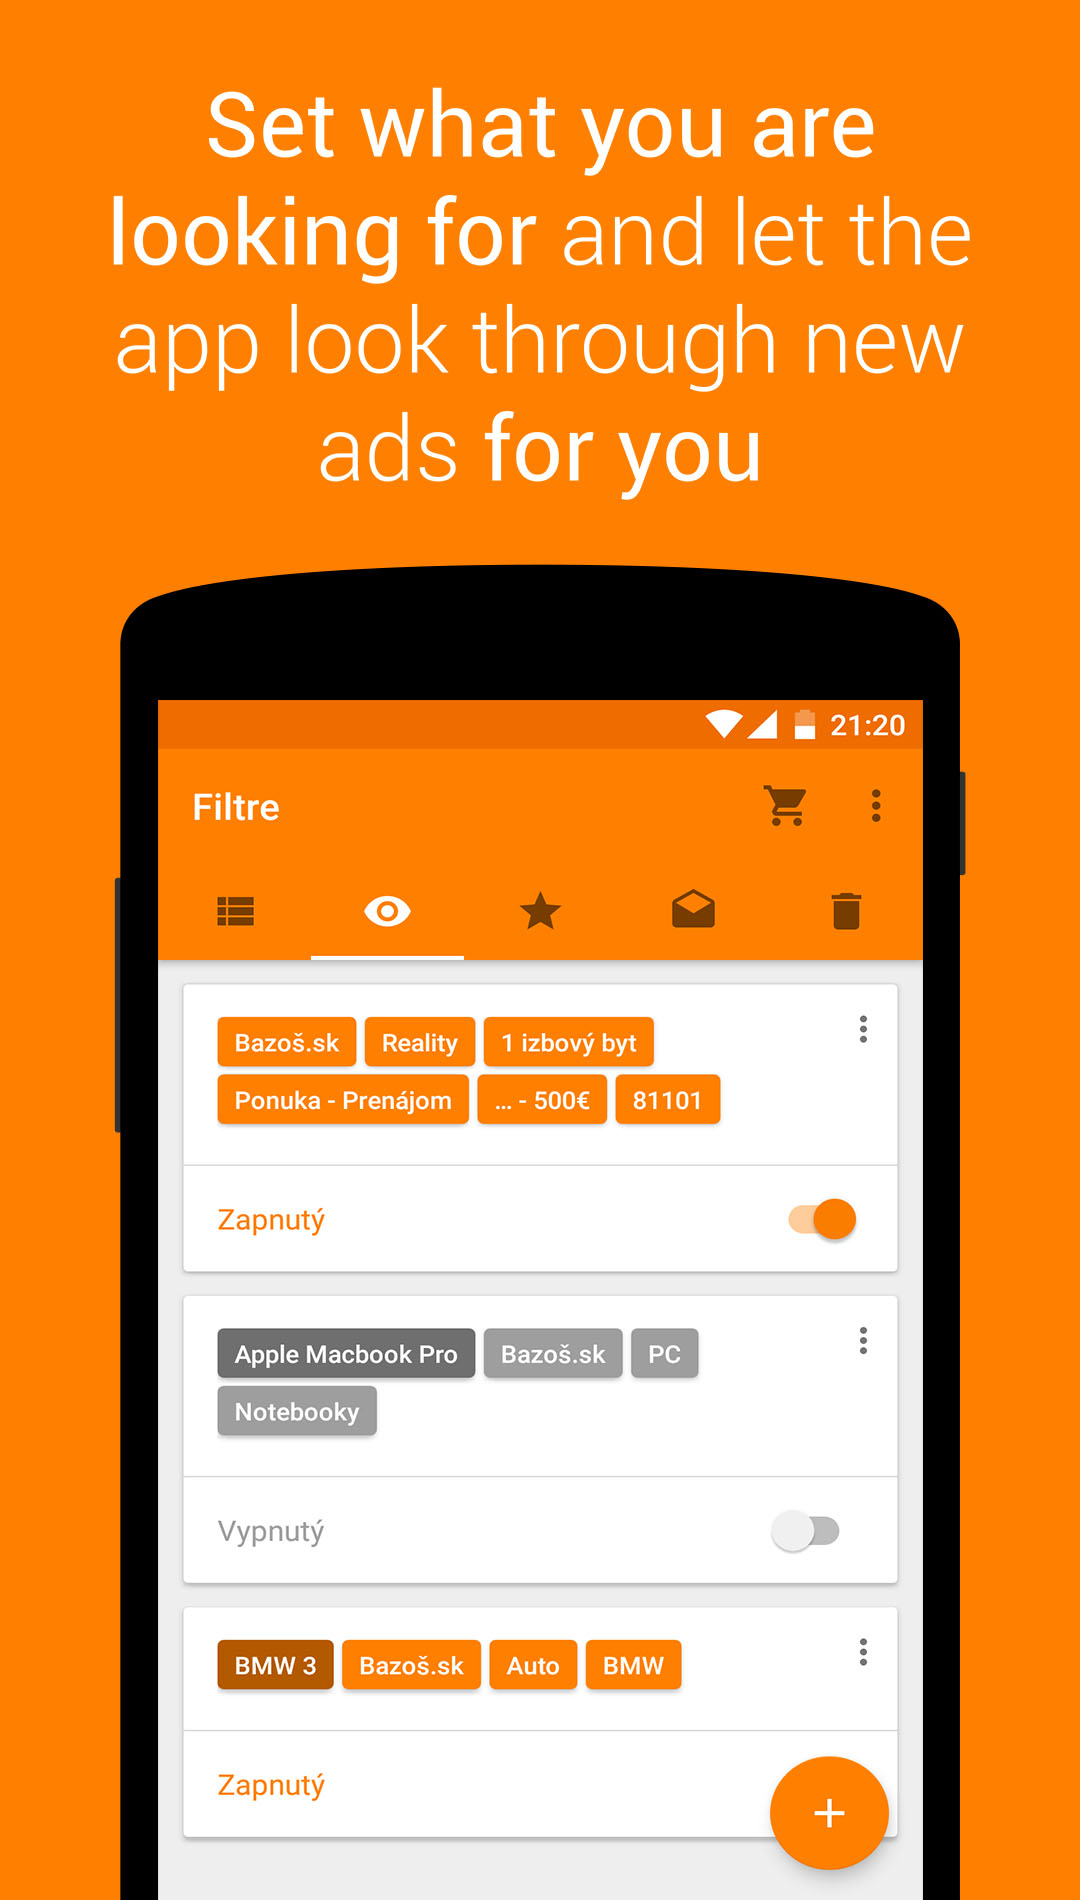 Set what you are
looking for and let the
app look through new
ads for you
21:20
Filtre
Bazoš.sk Reality 1 izbový byt
Ponuka - Prenájom ... - 500€ 81101
Zapnutý
Apple Macbook Pro Bazoš.sk PC
Notebooky
Vypnutý
BMW 3 Bazoš.sk Auto BMW
Zapnutý